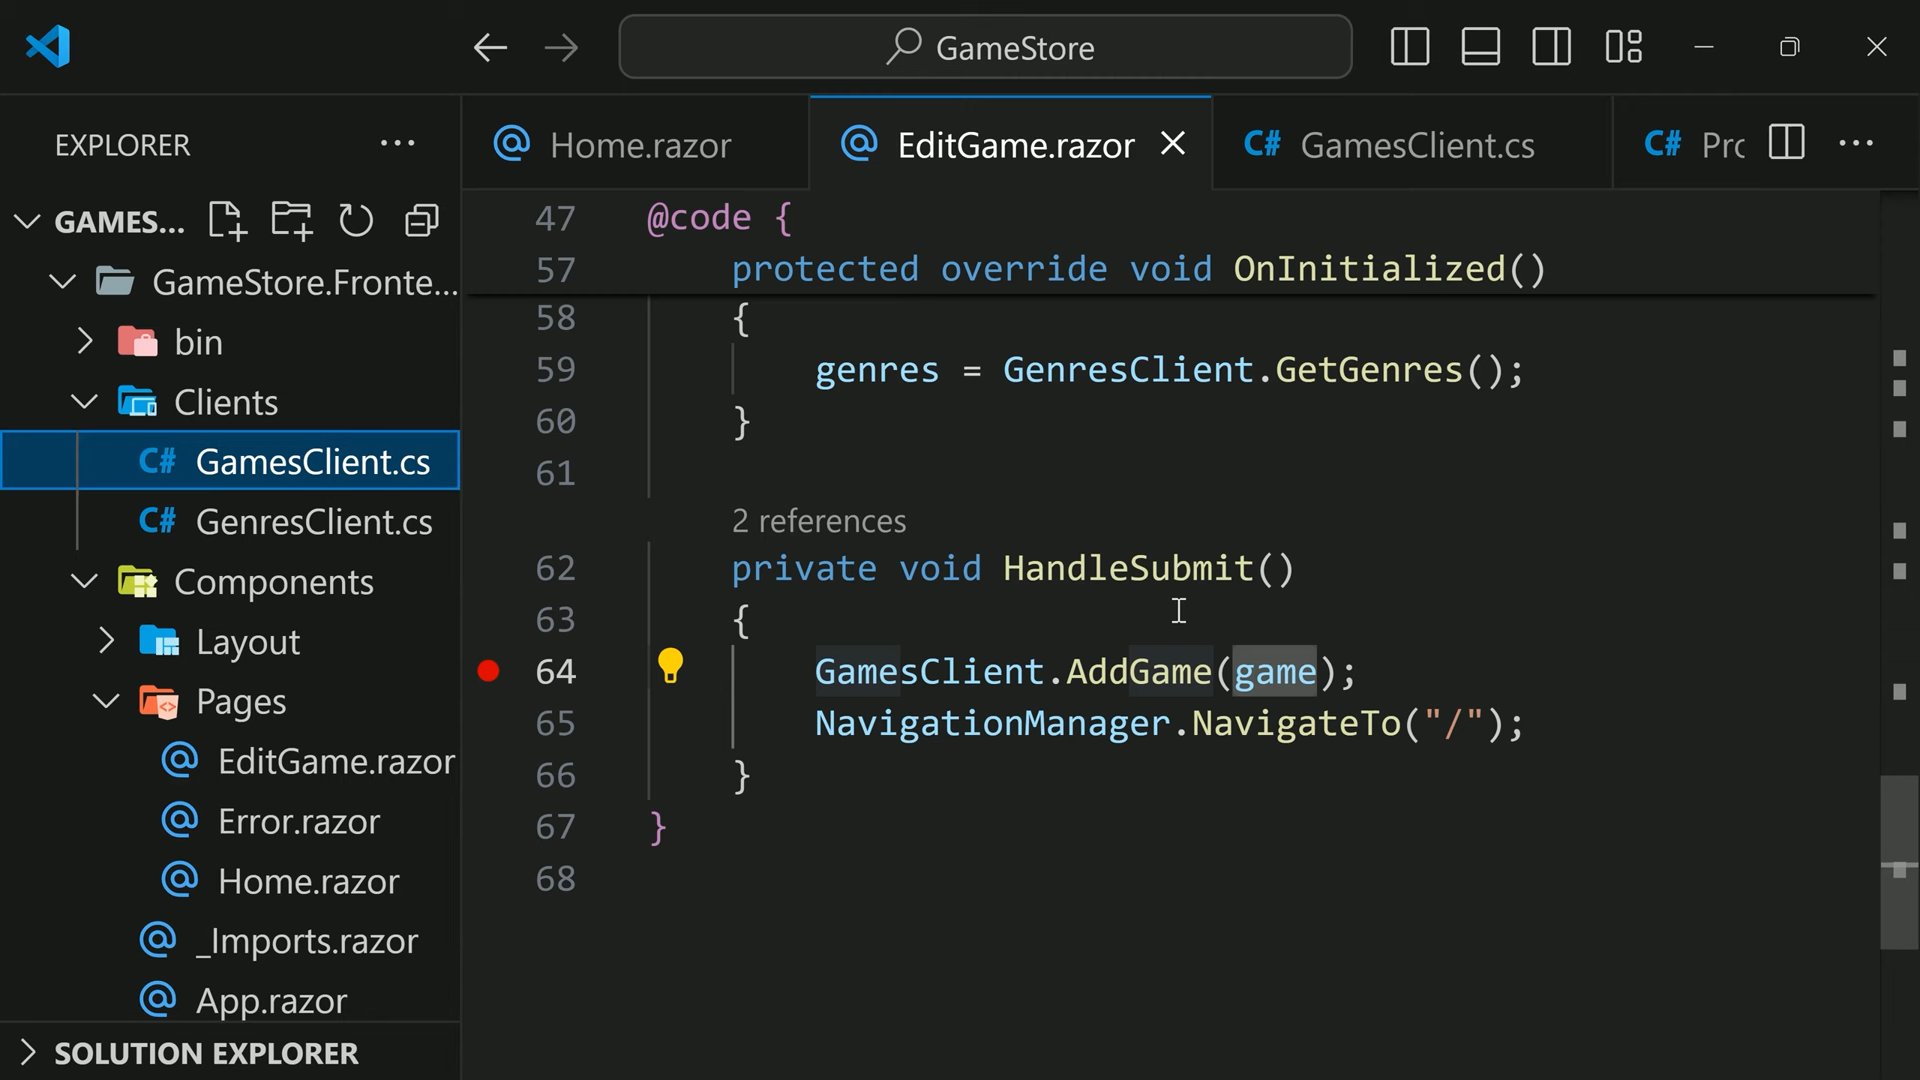 GameStore
EXPLORER
GAMES...
GameStore.Fronte...
bin
Clients
C# GamesClient.cs
C# GenresClient.cs
Components
Layout
Pages
@ EditGame.razor
@ Error.razor
@ Home.razor
@ _Imports.razor
@ App.razor
SOLUTION EXPLORER
@ Home.razor
@ EditGame.razor
C# GamesClient.cs
C# Prc
47 @code {
57 protected override void OnInitialized()
58 {
59 genres = GenresClient.GetGenres();
60 }
61
2 references
62 private void HandleSubmit()
63 {
64 GamesClient.AddGame(game);
65 NavigationManager.NavigateTo("/");
66 }
67 }
68